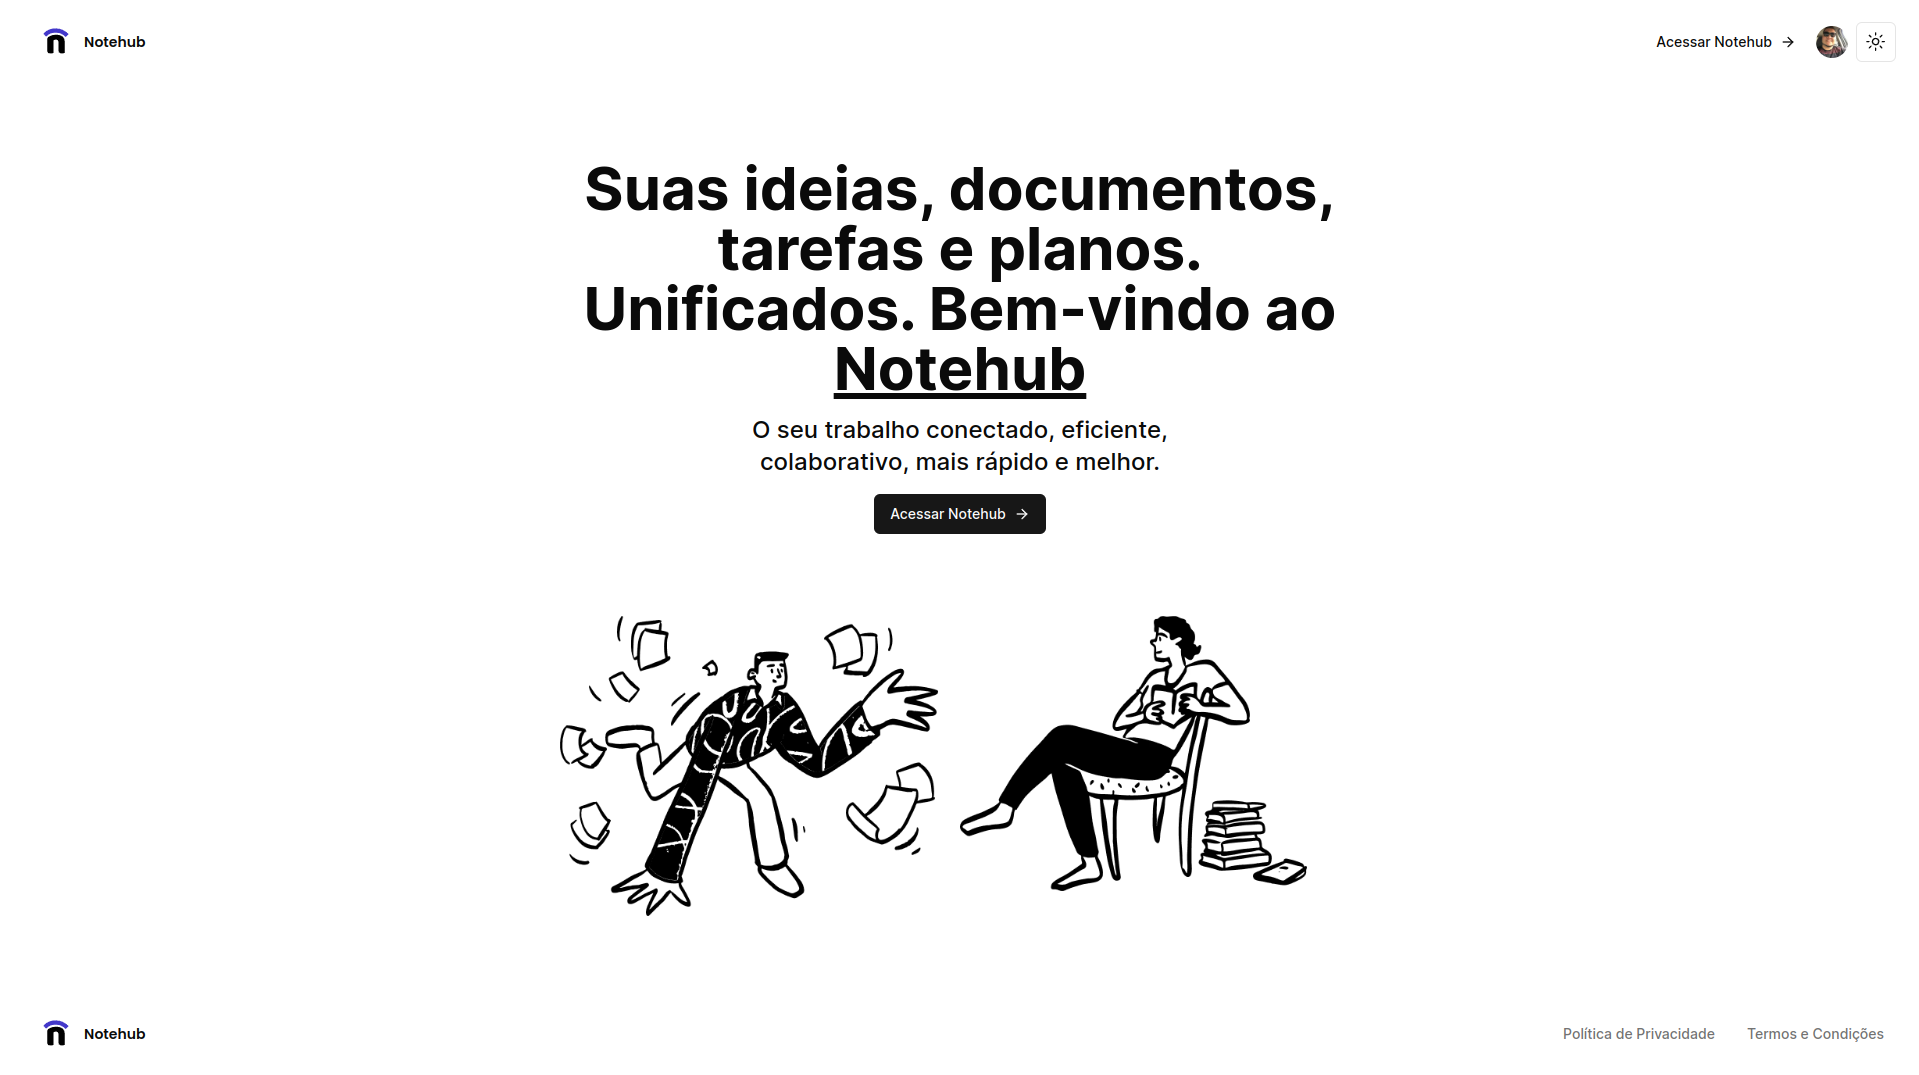 Notehub
Acessar Notehub
Suas ideias, documentos,
tarefas e planos.
Unificados. Bem-vindo ao
Notehub
O seu trabalho conectado, eficiente,
colaborativo, mais rápido e melhor.
Acessar Notehub
Notehub
Política de Privacidade
Termos e Condições